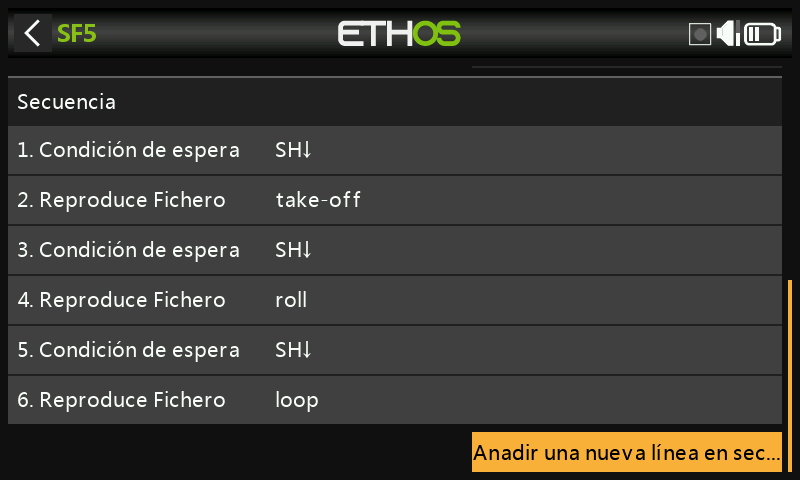 SF5
ETHOS
Secuencia
1. Condición de espera SH↓
2. Reproduce Fichero take-off
3. Condición de espera SH↓
4. Reproduce Fichero roll
5. Condición de espera SH↓
6. Reproduce Fichero loop
Anadir una nueva línea en sec...